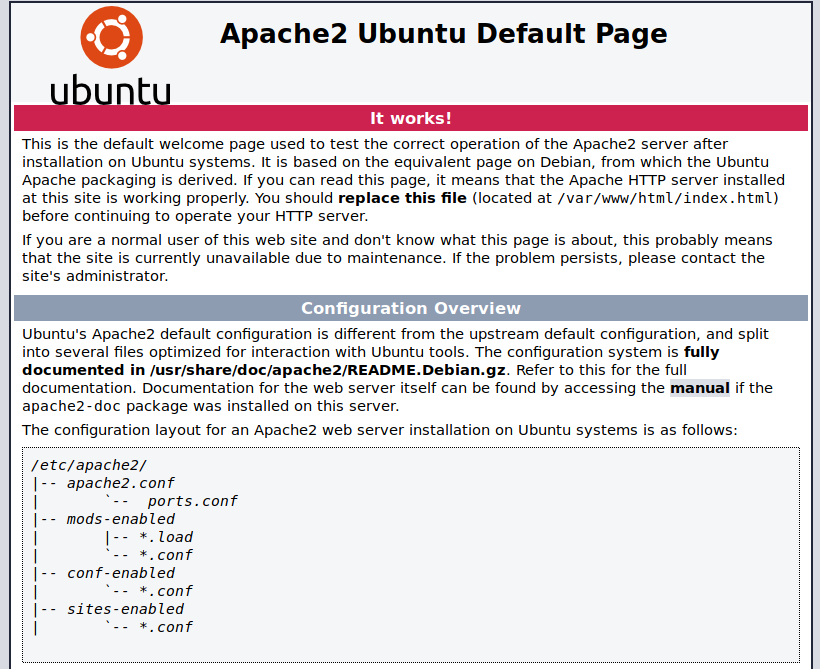 ubuntu
Apache2 Ubuntu Default Page
It works!
This is the default welcome page used to test the correct operation of the Apache2 server after
installation on Ubuntu systems. It is based on the equivalent page on Debian, from which the Ubuntu
Apache packaging is derived. If you can read this page, it means that the Apache HTTP server installed
at this site is working properly. You should replace this file (located at /var/www/html/index.html)
before continuing to operate your HTTP server.
If you are a normal user of this web site and don't know what this page is about, this probably means
that the site is currently unavailable due to maintenance. If the problem persists, please contact the
site's administrator.
Configuration Overview
Ubuntu's Apache2 default configuration is different from the upstream default configuration, and split
into several files optimized for interaction with Ubuntu tools. The configuration system is fully
documented in /usr/share/doc/apache2/README.Debian.gz. Refer to this for the full
documentation. Documentation for the web server itself can be found by accessing the manual if the
apache2-doc package was installed on this server.
The configuration layout for an Apache2 web server installation on Ubuntu systems is as follows:
/etc/apache2/
|-- apache2.conf
|       `--  ports.conf
|-- mods-enabled
|       |-- *.load
|       `-- *.conf
|-- conf-enabled
|       `-- *.conf
|-- sites-enabled
|       `-- *.conf